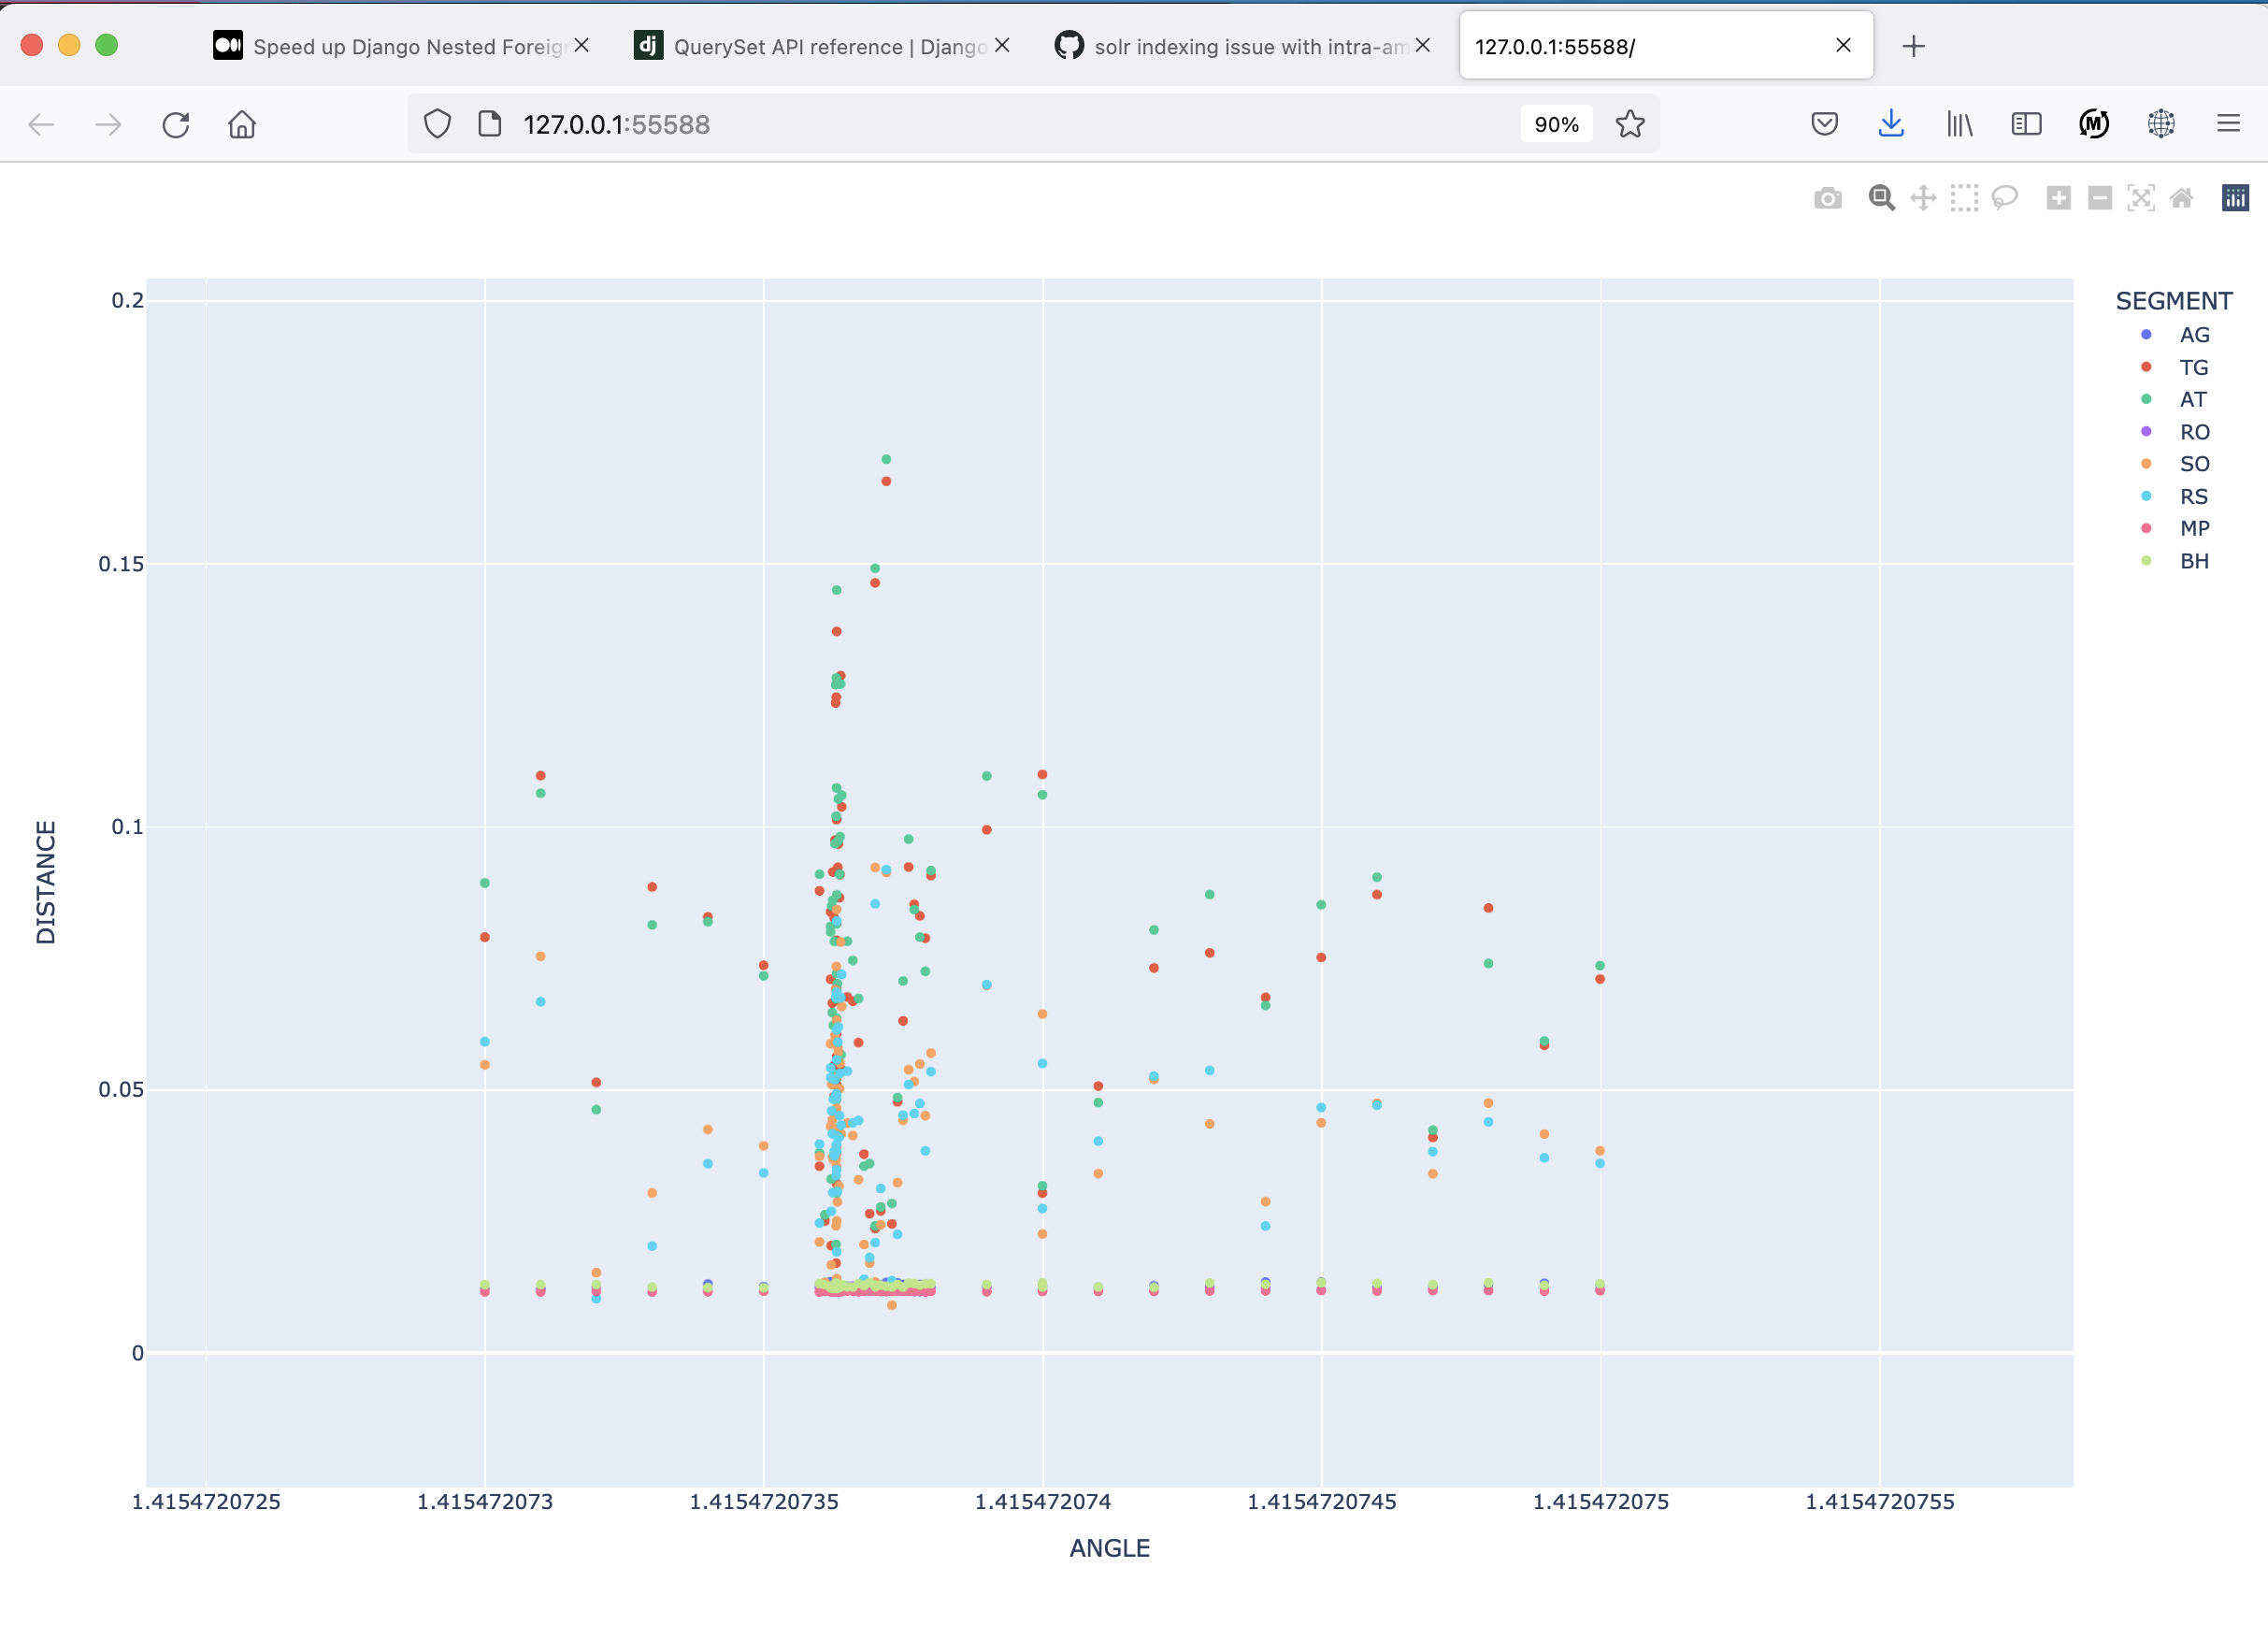 Speed up Django Nested Foreig
QuerySet API reference | Django
solr indexing issue with intra-am
127.0.0.1:55588/
127.0.0.1:55588
90%
0.2
0.15
0.1
0.05
0
DISTANCE
1.4154720725
1.415472073
1.4154720735
1.415472074
1.4154720745
1.415472075
1.4154720755
ANGLE
SEGMENT
AG
TG
AT
RO
SO
RS
MP
BH